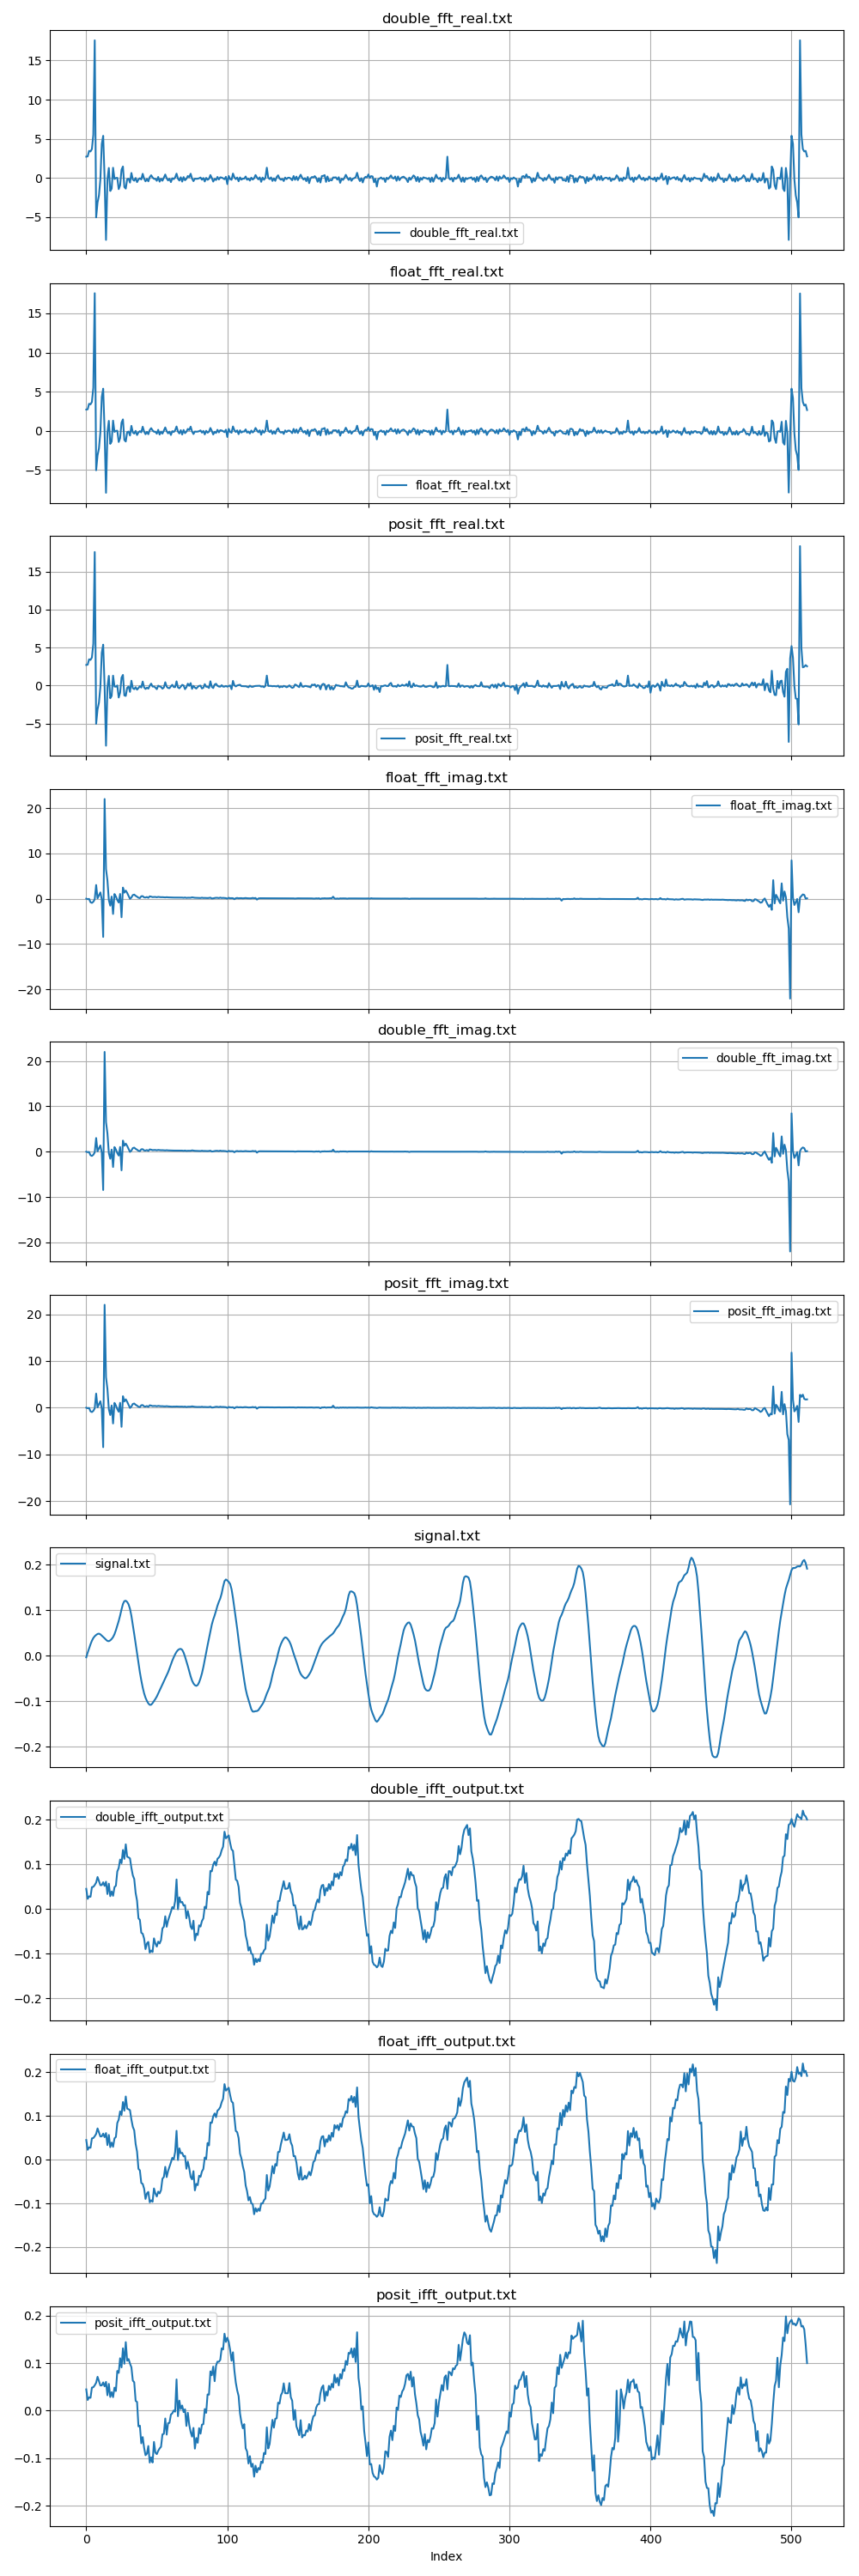 double_fft_real.txt
15
10
5
0
−5
double_fft_real.txt
float_fft_real.txt
15
10
5
0
−5
float_fft_real.txt
posit_fft_real.txt
15
10
5
0
−5
posit_fft_real.txt
float_fft_imag.txt
20
10
0
−10
−20
float_fft_imag.txt
double_fft_imag.txt
20
10
0
−10
−20
double_fft_imag.txt
posit_fft_imag.txt
20
10
0
−10
−20
posit_fft_imag.txt
signal.txt
0.2
0.1
0.0
−0.1
−0.2
signal.txt
double_ifft_output.txt
0.2
0.1
0.0
−0.1
−0.2
double_ifft_output.txt
float_ifft_output.txt
0.2
0.1
0.0
−0.1
−0.2
float_ifft_output.txt
posit_ifft_output.txt
0.2
0.1
0.0
−0.1
−0.2
posit_ifft_output.txt
0 100 200 300 400 500
Index